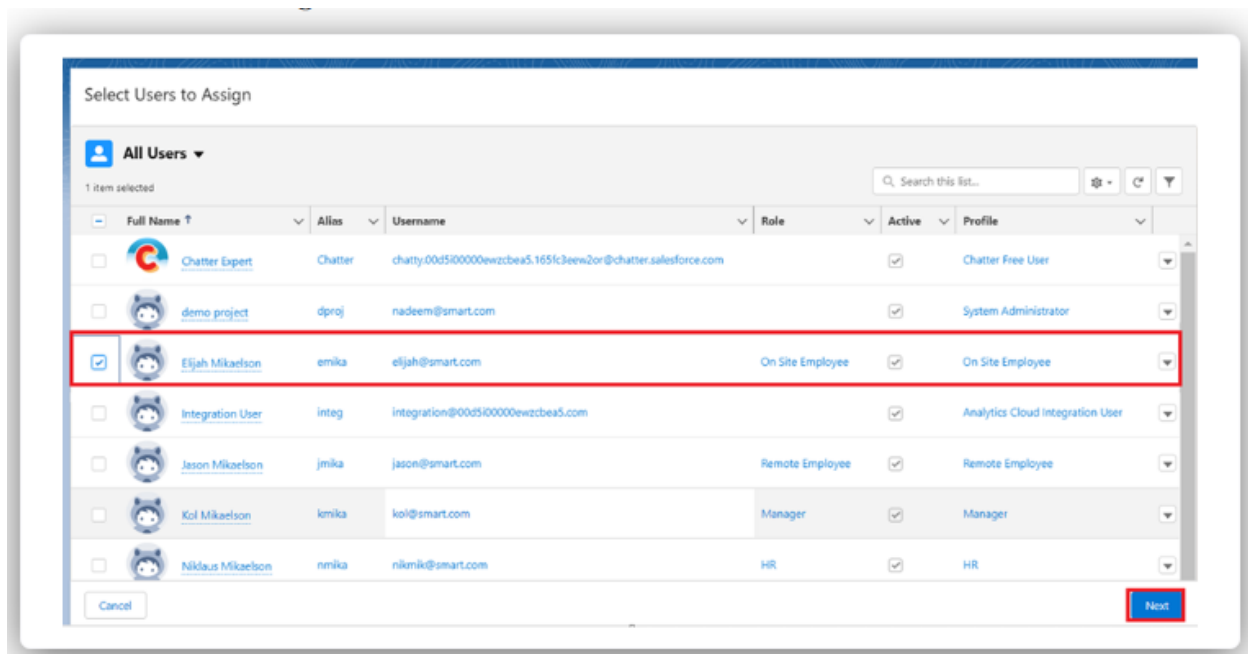 Select Users to Assign
All Users
1 item selected
Search this list...
Full Name Alias Username Role Active Profile
Chatter Expert Chatter chatty.00d5i00000ewzcbea5.165fc3eew2or@chatter.salesforce.com Chatter Free User
demo project dproj nadeem@smart.com System Administrator
Elijah Mikaelson emika elijah@smart.com On Site Employee On Site Employee
Integration User integ integration@00d5i00000ewzcbea5.com Analytics Cloud Integration User
Jason Mikaelson jmika jason@smart.com Remote Employee Remote Employee
Kol Mikaelson kmika kol@smart.com Manager Manager
Niklaus Mikaelson nmika nikmik@smart.com HR HR
Cancel Next